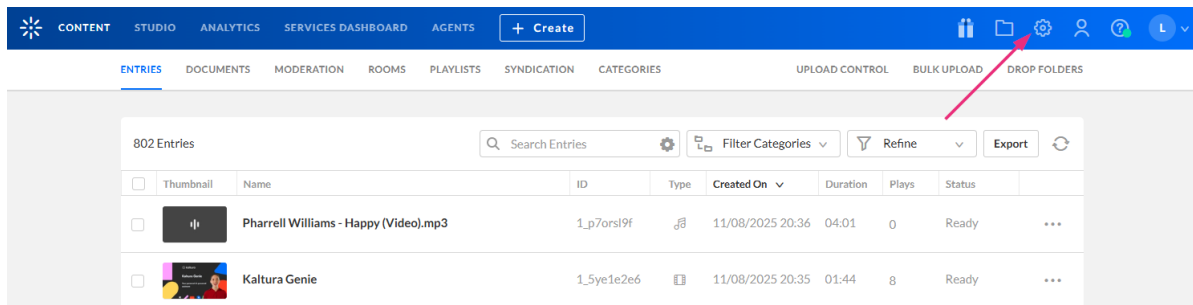 CONTENT STUDIO ANALYTICS SERVICES DASHBOARD AGENTS + Create ? L
ENTRIES DOCUMENTS MODERATION ROOMS PLAYLISTS SYNDICATION CATEGORIES UPLOAD CONTROL BULK UPLOAD DROP FOLDERS
802 Entries Search Entries Filter Categories Refine Export
Thumbnail Name ID Type Created On Duration Plays Status
Pharrell Williams - Happy (Video).mp3 1_p7orsl9f 11/08/2025 20:36 04:01 0 Ready
Kaltura Genie 1_5ye1e2e6 11/08/2025 20:35 01:44 8 Ready